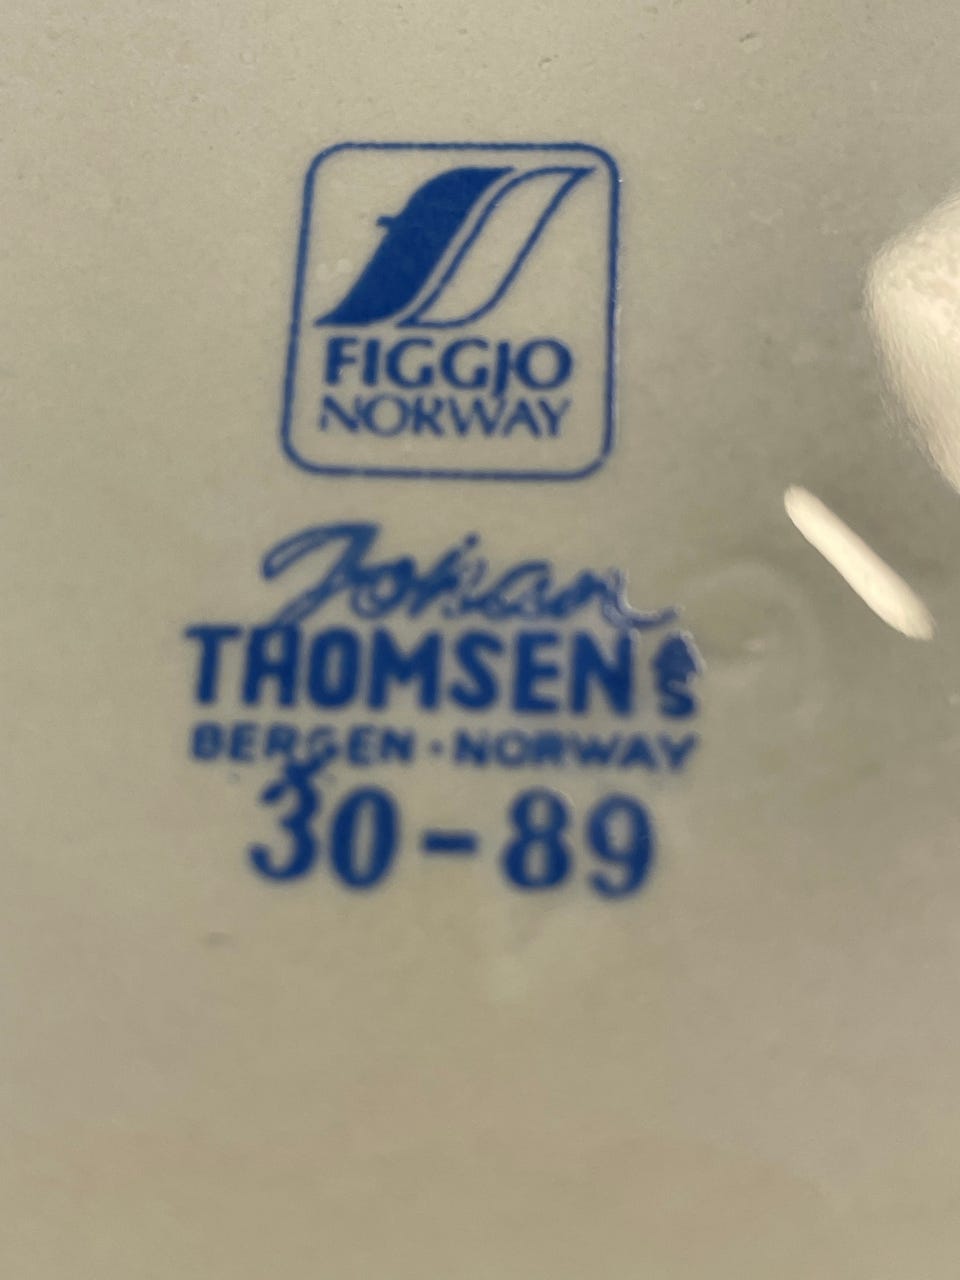 FIGGJO
NORWAY
Johan
THOMSEN A/S
BERGEN · NORWAY
30-89